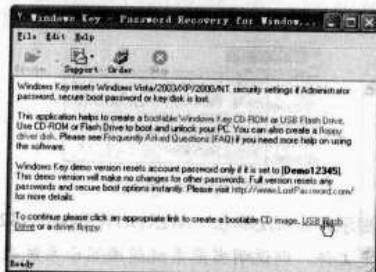 Windows Key - Password Recovery for Window...
File Edit Help
Support Order Stop
Windows Key resets Windows Vista/2003/XP/2000/NT security settings if Administrator
password, secure boot password or key disk is lost.
This application helps to create a bootable Windows Key CD-ROM or USB Flash Drive.
Use CD-ROM or Flash Drive to boot and unlock your PC. You can also create a floppy
driver disk. Please see Frequently Asked Questions (FAQ) if you need more help on using
the software.
Windows Key demo version resets account password only if it is set to [Demo12345].
This demo version will make no changes for other passwords. Full version resets any
passwords and secure boot options instantly. Please visit http://www.LostPassword.com/
for more details.
To continue please click an appropriate link to create a bootable CD image, USB Flash
Drive or a driver floppy.
Ready